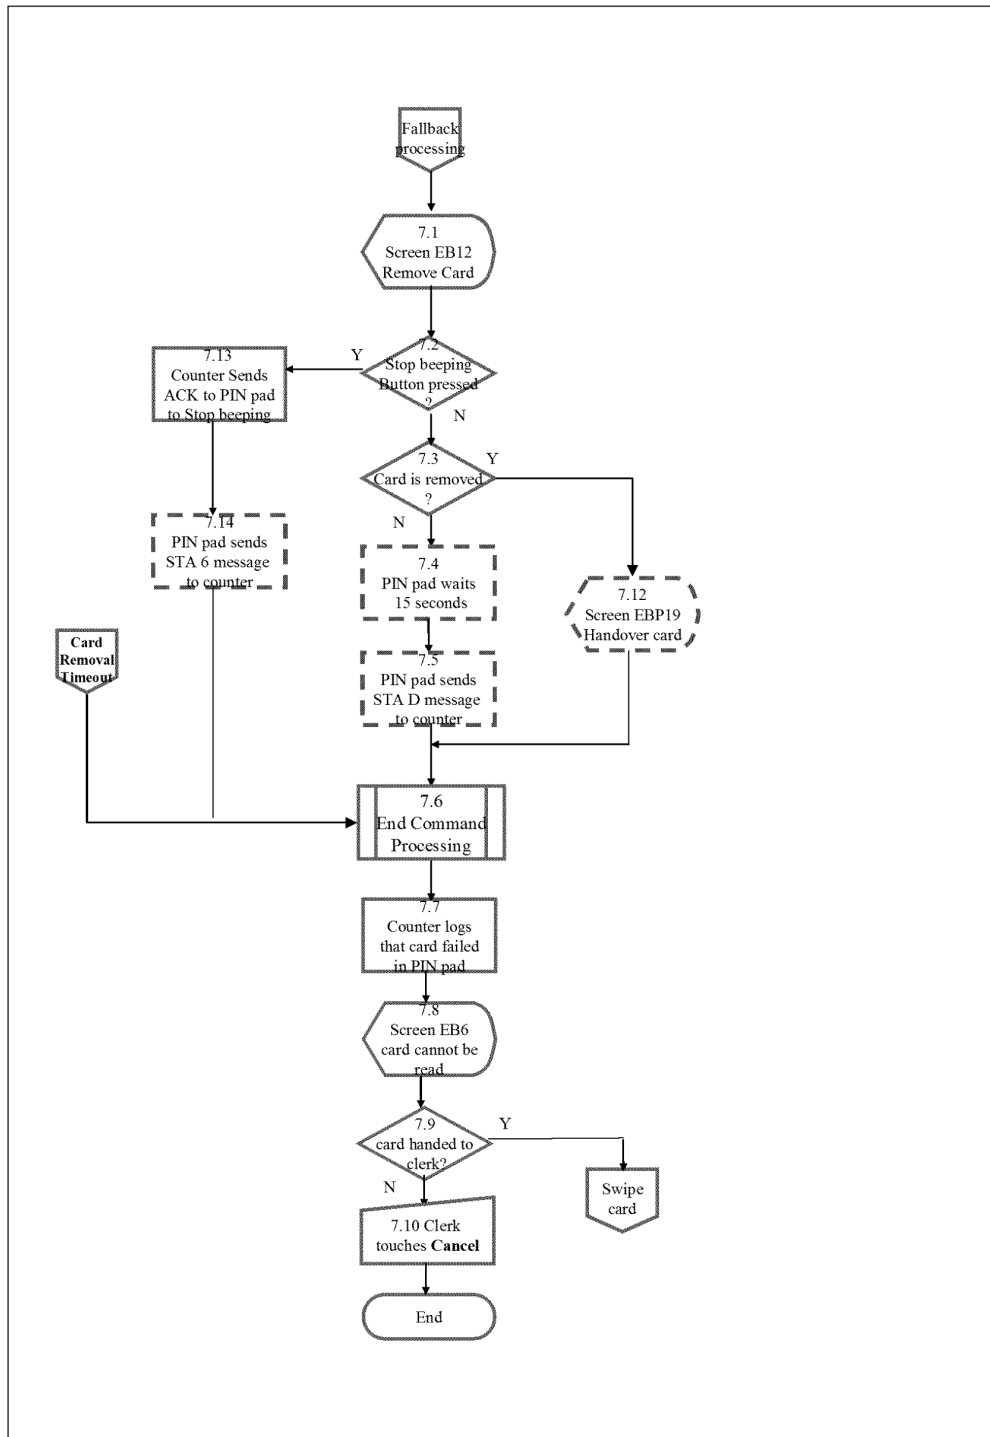 Fallback
processing
7.1
Screen EB12
Remove Card
7.2
Stop beeping
Button pressed
?
Y
N
7.13
Counter Sends
ACK to PIN pad
to Stop beeping
7.3
Card is removed
?
Y
N
7.14
PIN pad sends
STA 6 message
to counter
7.4
PIN pad waits
15 seconds
7.12
Screen EBP19
Handover card
Card
Removal
Timeout
7.5
PIN pad sends
STA D message
to counter
7.6
End Command
Processing
7.7
Counter logs
that card failed
in PIN pad
7.8
Screen EB6
card cannot be
read
7.9
card handed to
clerk?
Y
N
Swipe
card
7.10 Clerk
touches Cancel
End